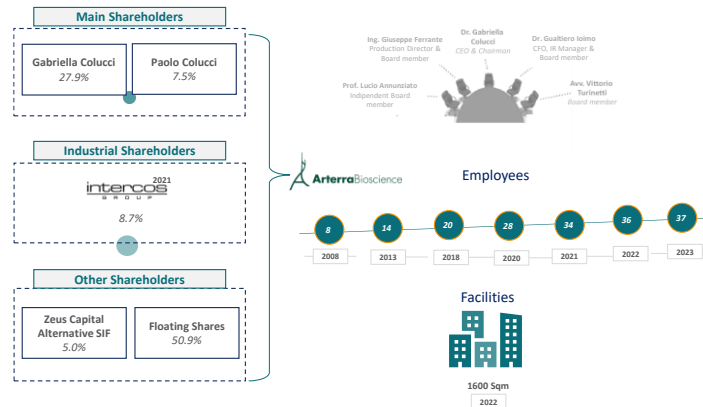 Main Shareholders
Gabriella Colucci
27.9%
Paolo Colucci
7.5%
Industrial Shareholders
2021
intercos
GROUP
8.7%
Other Shareholders
Zeus Capital
Alternative SIF
5.0%
Floating Shares
50.9%
ArterraBioscience
Ing. Giuseppe Ferrante
Production Director &
Board member
Dr. Gabriella
Colucci
CEO & Chairman
Dr. Gualtiero Ioimo
CFO, IR Manager &
Board member
Prof. Lucio Annunziato
Indipendent Board
member
Avv. Vittorio
Turinetti
Board member
Employees
8
14
20
28
34
36
37
2008
2013
2018
2020
2021
2022
2023
Facilities
1600 Sqm
2022